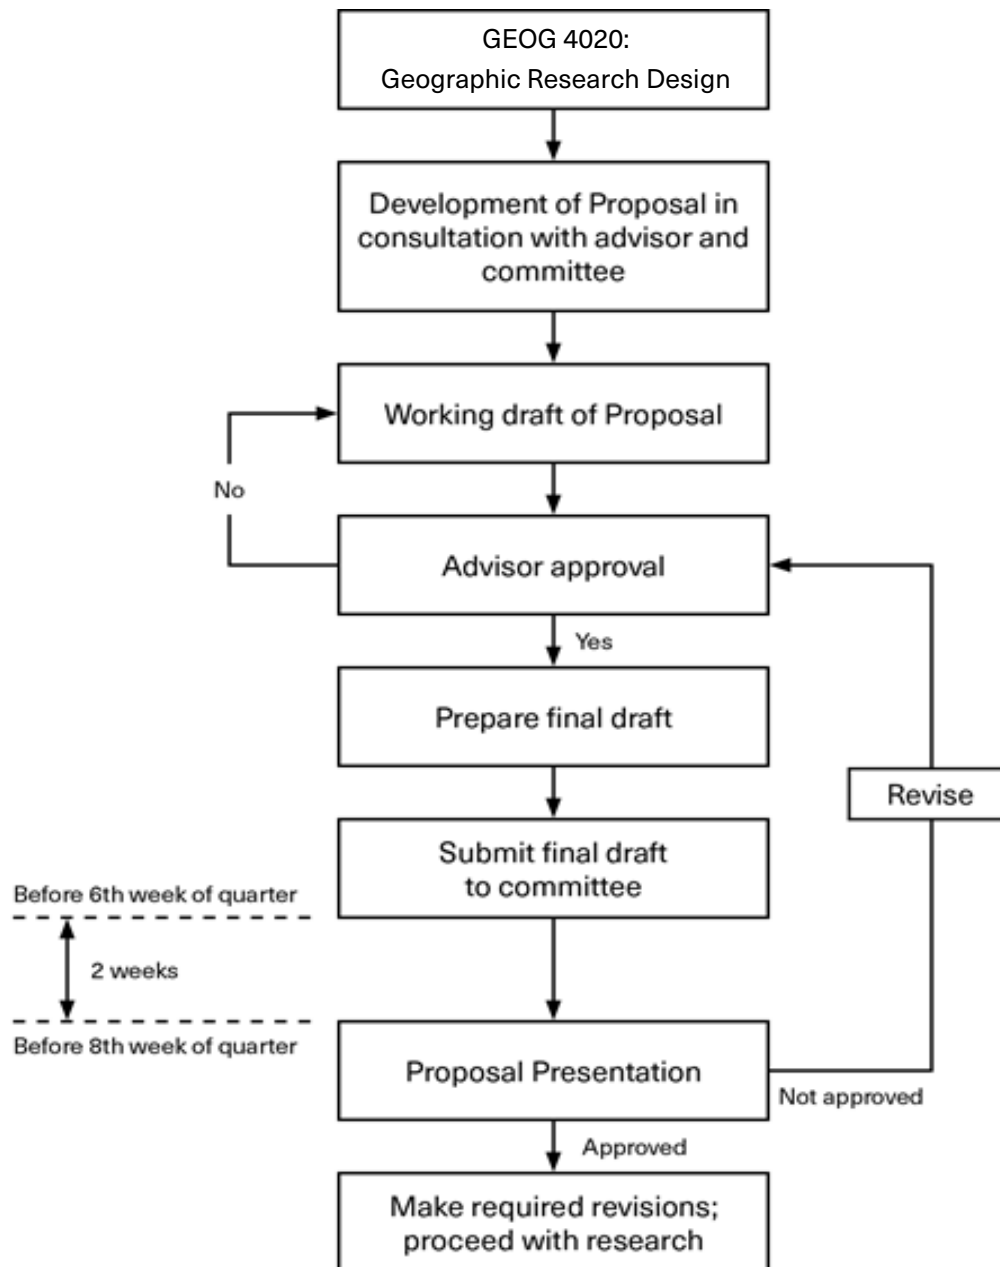 GEOG 4020:
Geographic Research Design
Development of Proposal in
consultation with advisor and
committee
Working draft of Proposal
No
Advisor approval
Yes
Prepare final draft
Revise
Submit final draft
to committee
Before 6th week of quarter
2 weeks
Before 8th week of quarter
Proposal Presentation
Not approved
Approved
Make required revisions;
proceed with research